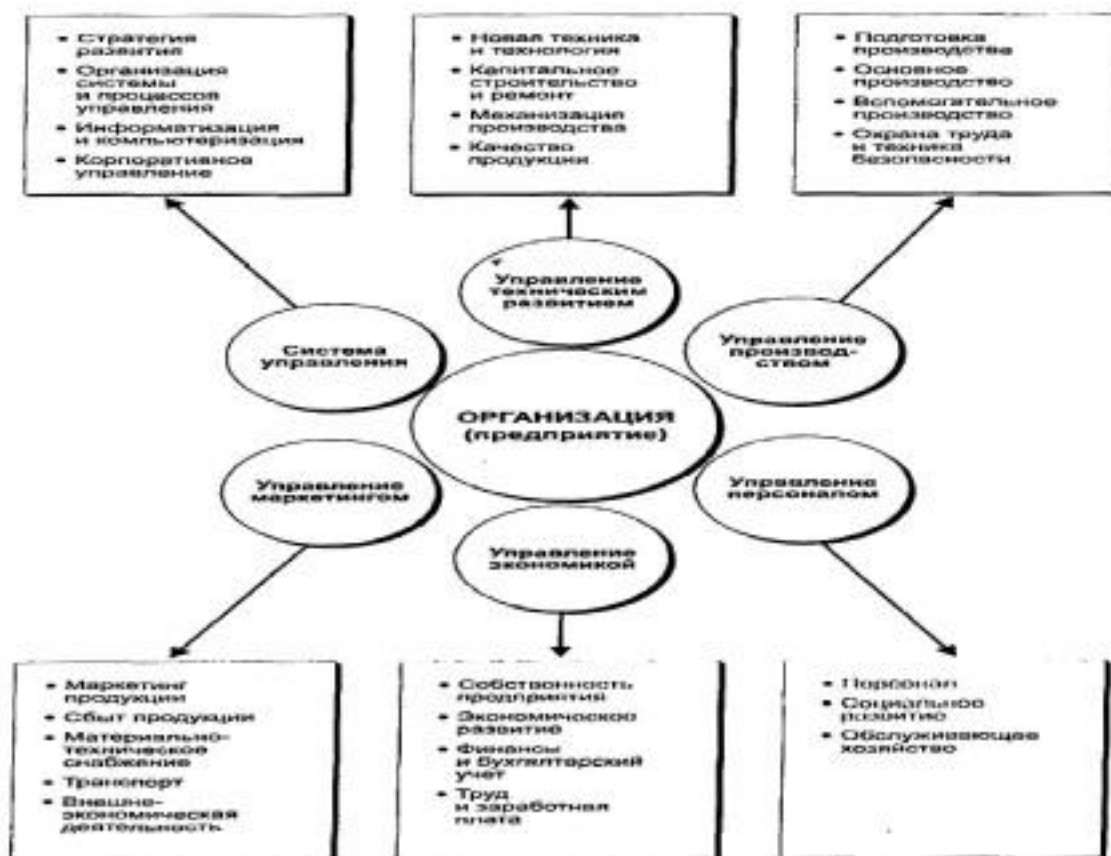 • Стратегия
развития
• Организация
системы
и процессов
управления
• Информатизация
и компьютеризация
• Корпоративное
управление
• Новая техника
и технология
• Капитальное
строительство
и ремонт
• Механизация
производства
• Качество
продукции
• Подготовка
производства
• Основное
производство
• Вспомогательное
производство
• Охрана труда
и техника
безопасности
Управление
техническим
развитием
Система
управления
Управление
производ-
ством
ОРГАНИЗАЦИЯ
(предприятие)
Управление
маркетингом
Управление
персоналом
Управление
экономикой
• Маркетинг
продукции
• Сбыт продукции
• Материально-
техническое
снабжение
• Транспорт
• Внешне-
экономическая
деятельность
• Собственность
предприятия
• Экономическое
развитие
• Финансы
и бухгалтерский
учет
• Труд
и заработная
плата
• Персонал
• Социальное
развитие
• Обслуживающее
хозяйство